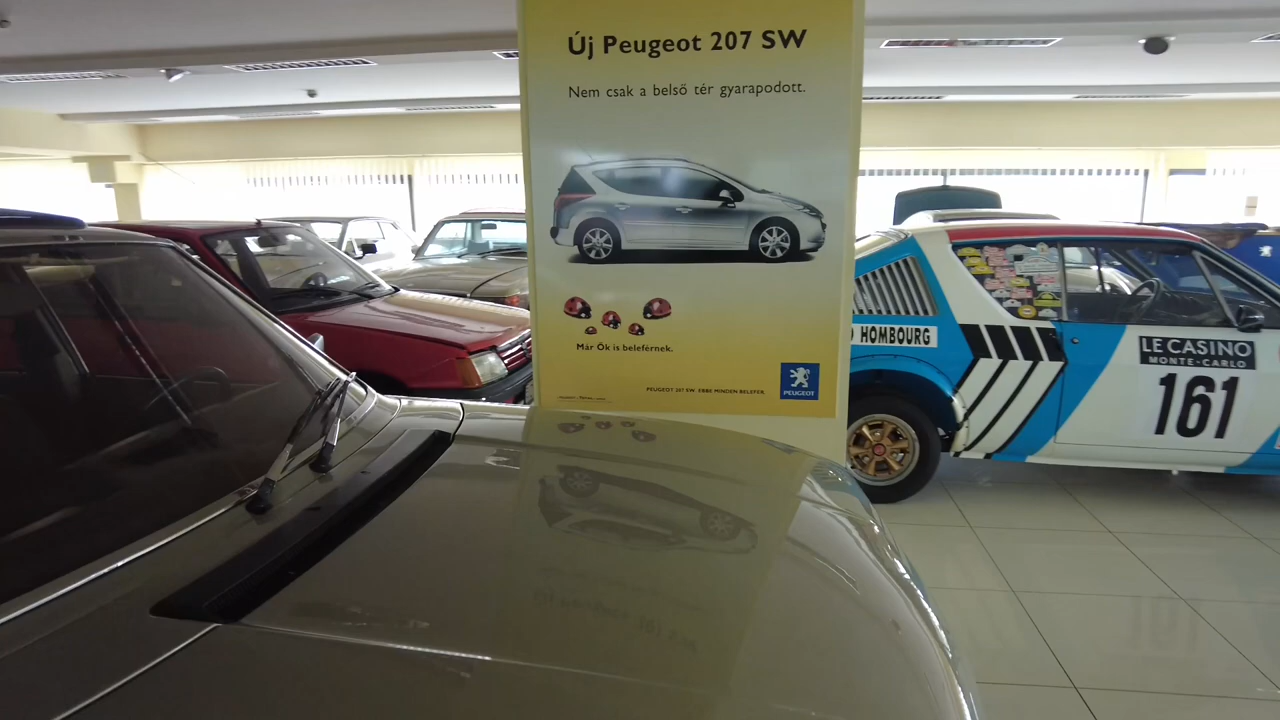 Új Peugeot 207 SW
Nem csak a belső tér gyarapodott.
Már Ők is beleférnek.
PEUGEOT 207 SW. EBBE MINDEN BELEFÉR.
PEUGEOT
HOMBOURG
LE CASINO
MONTE-CARLO
161